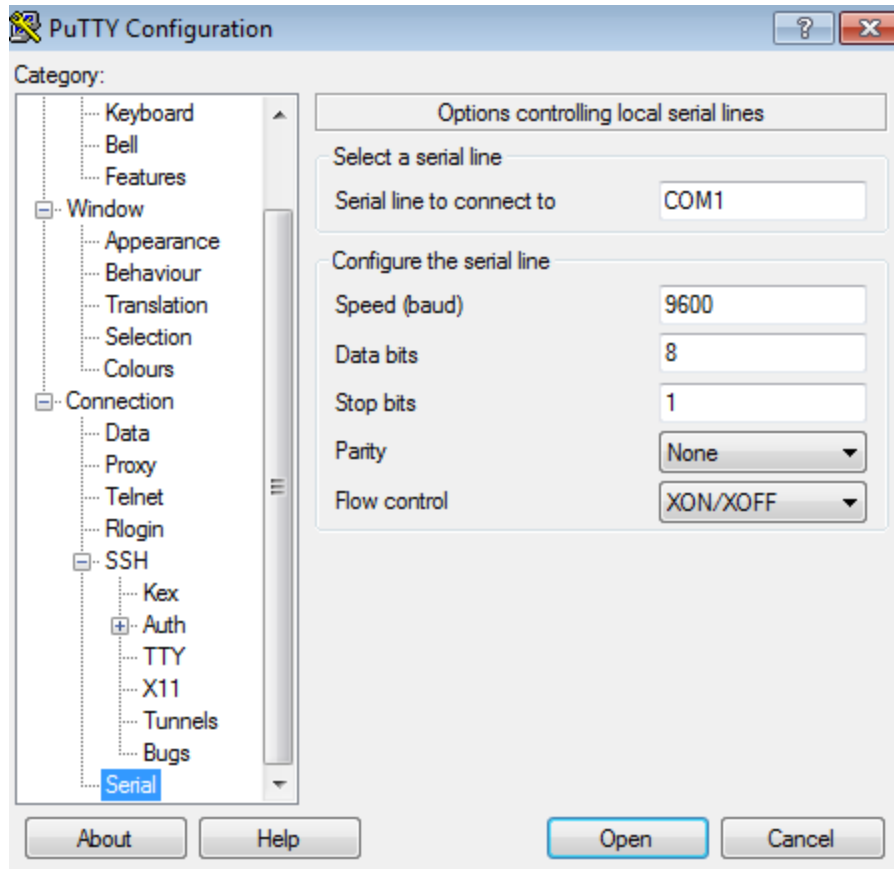 PuTTY Configuration
Category:
Keyboard
Bell
Features
Window
Appearance
Behaviour
Translation
Selection
Colours
Connection
Data
Proxy
Telnet
Rlogin
SSH
Kex
Auth
TTY
X11
Tunnels
Bugs
Serial
Options controlling local serial lines
Select a serial line
Serial line to connect to COM1
Configure the serial line
Speed (baud) 9600
Data bits 8
Stop bits 1
Parity None
Flow control XON/XOFF
About Help Open Cancel